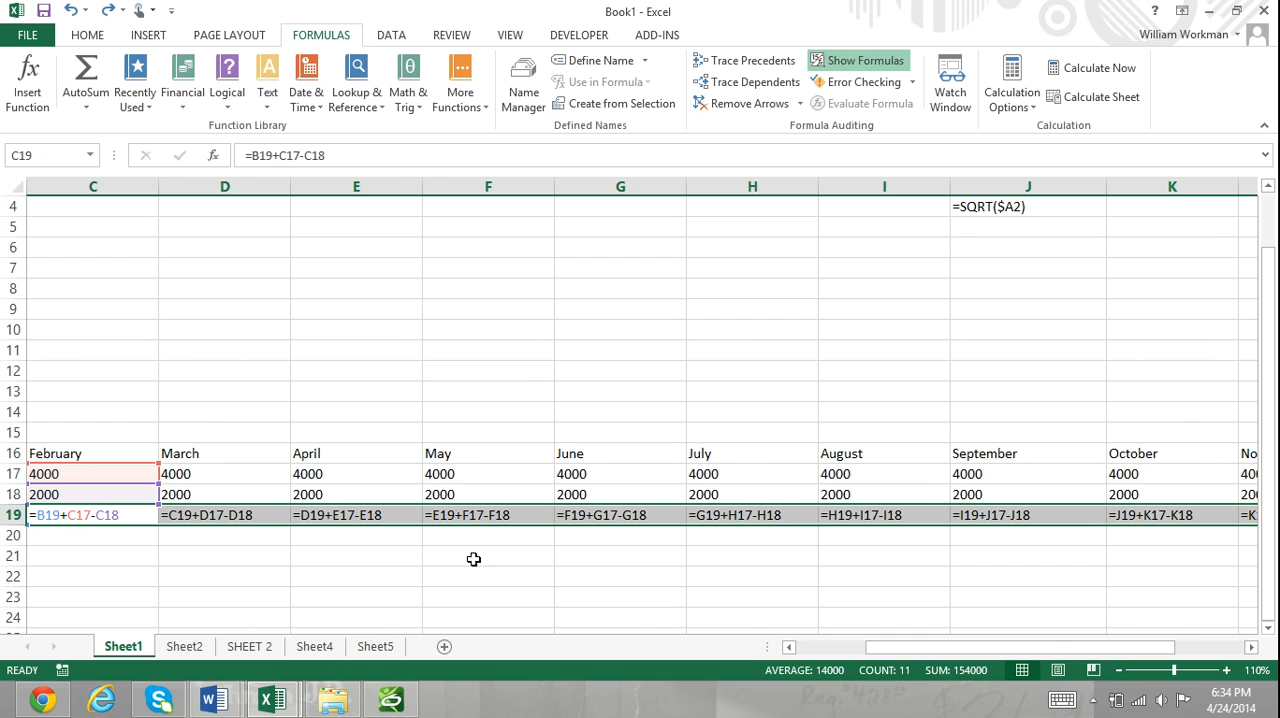 Book1 - Excel
FILE HOME INSERT PAGE LAYOUT FORMULAS DATA REVIEW VIEW DEVELOPER ADD-INS William Workman
Insert Function
AutoSum
Recently Used
Financial
Logical
Text
Date & Time
Lookup & Reference
Math & Trig
More Functions
Function Library
Name Manager
Define Name
Use in Formula
Create from Selection
Defined Names
Trace Precedents
Trace Dependents
Remove Arrows
Show Formulas
Error Checking
Evaluate Formula
Formula Auditing
Watch Window
Calculation Options
Calculate Now
Calculate Sheet
Calculation
C19 fx =B19+C17-C18
C D E F G H I J K
4 =SQRT($A2)
5
6
7
8
9
10
11
12
13
14
15
16 February March April May June July August September October No
17 4000 4000 4000 4000 4000 4000 4000 4000 4000 400
18 2000 2000 2000 2000 2000 2000 2000 2000 2000 200
19 =B19+C17-C18 =C19+D17-D18 =D19+E17-E18 =E19+F17-F18 =F19+G17-G18 =G19+H17-H18 =H19+I17-I18 =I19+J17-J18 =J19+K17-K18 =K
20
21
22
23
24
Sheet1 Sheet2 SHEET 2 Sheet4 Sheet5
READY AVERAGE: 14000 COUNT: 11 SUM: 154000 110%
6:34 PM
4/24/2014